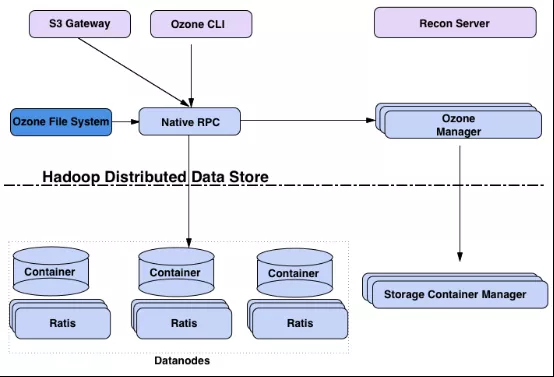 S3 Gateway
Ozone CLI
Recon Server
Ozone File System
Native RPC
Ozone
Manager
Hadoop Distributed Data Store
Container
Container
Container
Storage Container Manager
Ratis
Ratis
Ratis
Datanodes